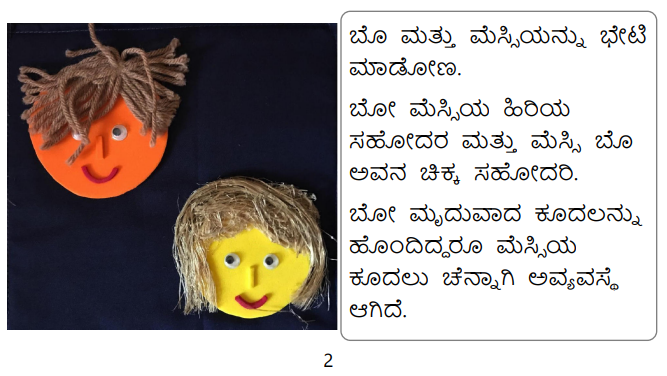 ಬೊ ಮತ್ತು ಮೆಸ್ಸಿಯನ್ನು ಭೇಟಿ
ಮಾಡೋಣ.
ಬೋ ಮೆಸ್ಸಿಯ ಹಿರಿಯ
ಸಹೋದರ ಮತ್ತು ಮೆಸ್ಸಿ ಬೊ
ಅವನ ಚಿಕ್ಕ ಸಹೋದರಿ.
ಬೋ ಮೃದುವಾದ ಕೂದಲನ್ನು
ಹೊಂದಿದ್ದರೂ ಮೆಸ್ಸಿಯ
ಕೂದಲು ಚೆನ್ನಾಗಿ ಅವ್ಯವಸ್ಥೆ
ಆಗಿದೆ.
2